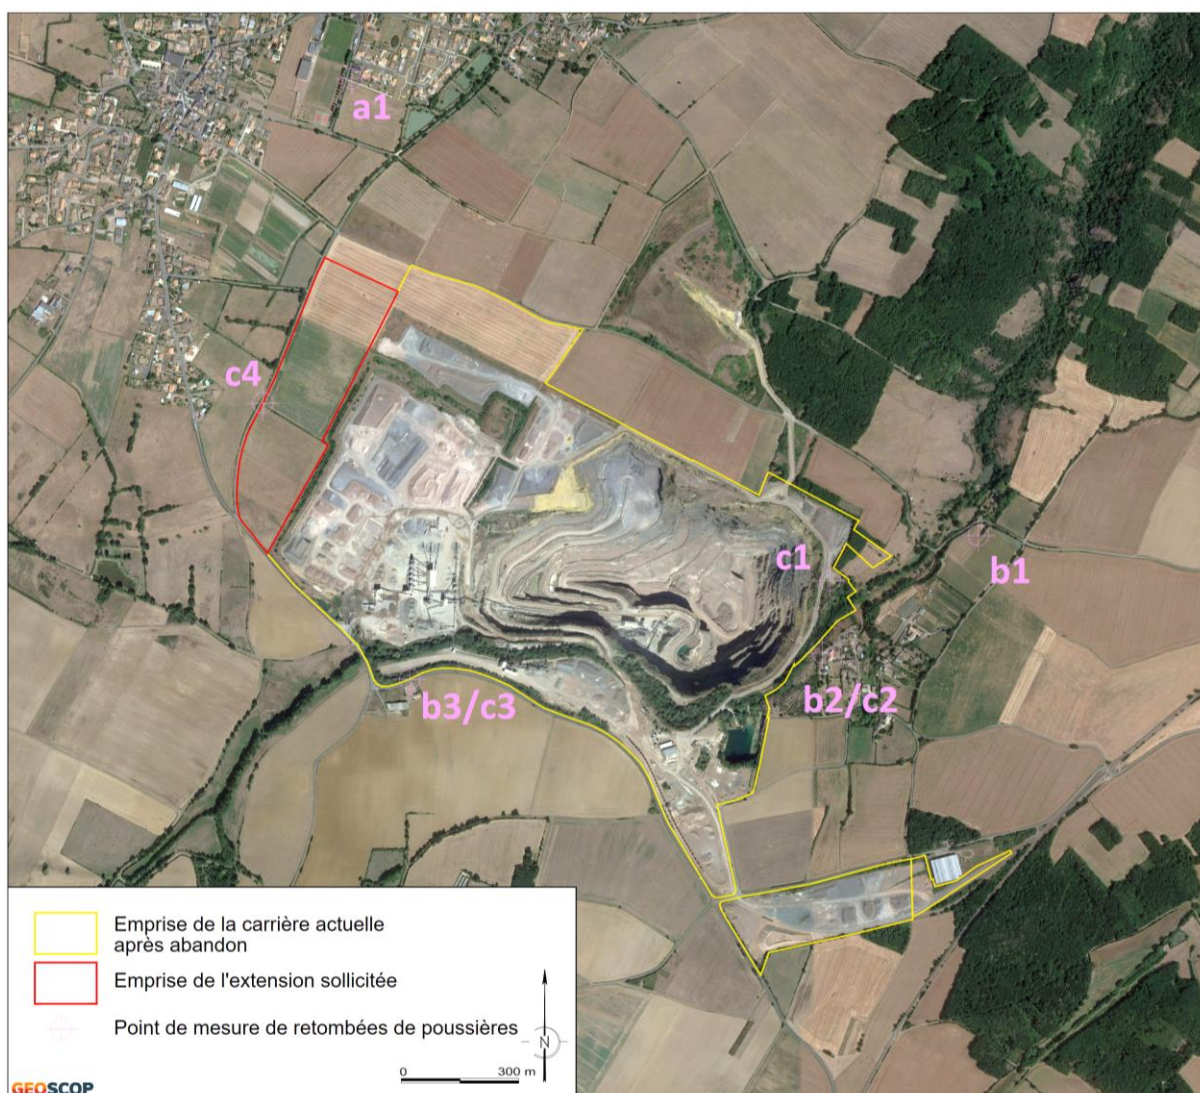 a1
c4
c1
b1
b2/c2
b3/c3
Emprise de la carrière actuelle
après abandon
Emprise de l'extension sollicitée
Point de mesure de retombées de poussières
N
0 300 m
GEOSCOP